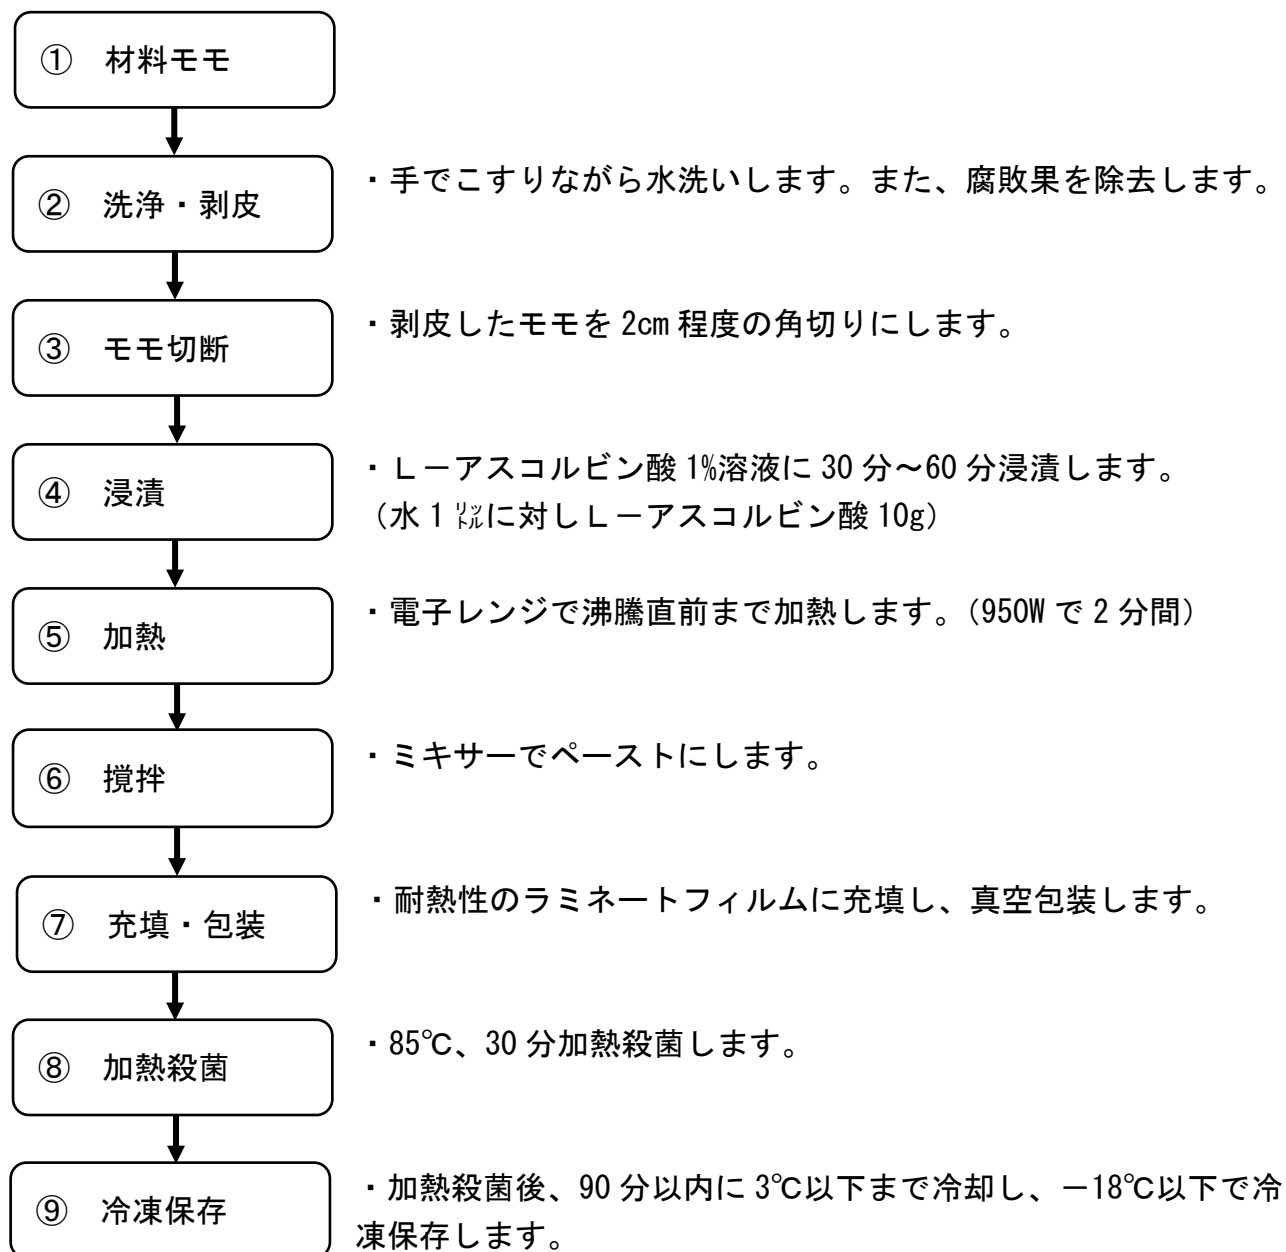 ① 材料モモ
② 洗浄・剥皮
・手でこすりながら水洗いします。また、腐敗果を除去します。
③ モモ切断
・剥皮したモモを 2cm 程度の角切りにします。
④ 浸漬
・Ｌ－アスコルビン酸 1%溶液に 30 分～60 分浸漬します。
（水 1 ㍑に対しＬ－アスコルビン酸 10g）
⑤ 加熱
・電子レンジで沸騰直前まで加熱します。（950W で 2 分間）
⑥ 撹拌
・ミキサーでペーストにします。
⑦ 充填・包装
・耐熱性のラミネートフィルムに充填し、真空包装します。
⑧ 加熱殺菌
・85℃、30 分加熱殺菌します。
⑨ 冷凍保存
・加熱殺菌後、90 分以内に 3℃以下まで冷却し、－18℃以下で冷
凍保存します。